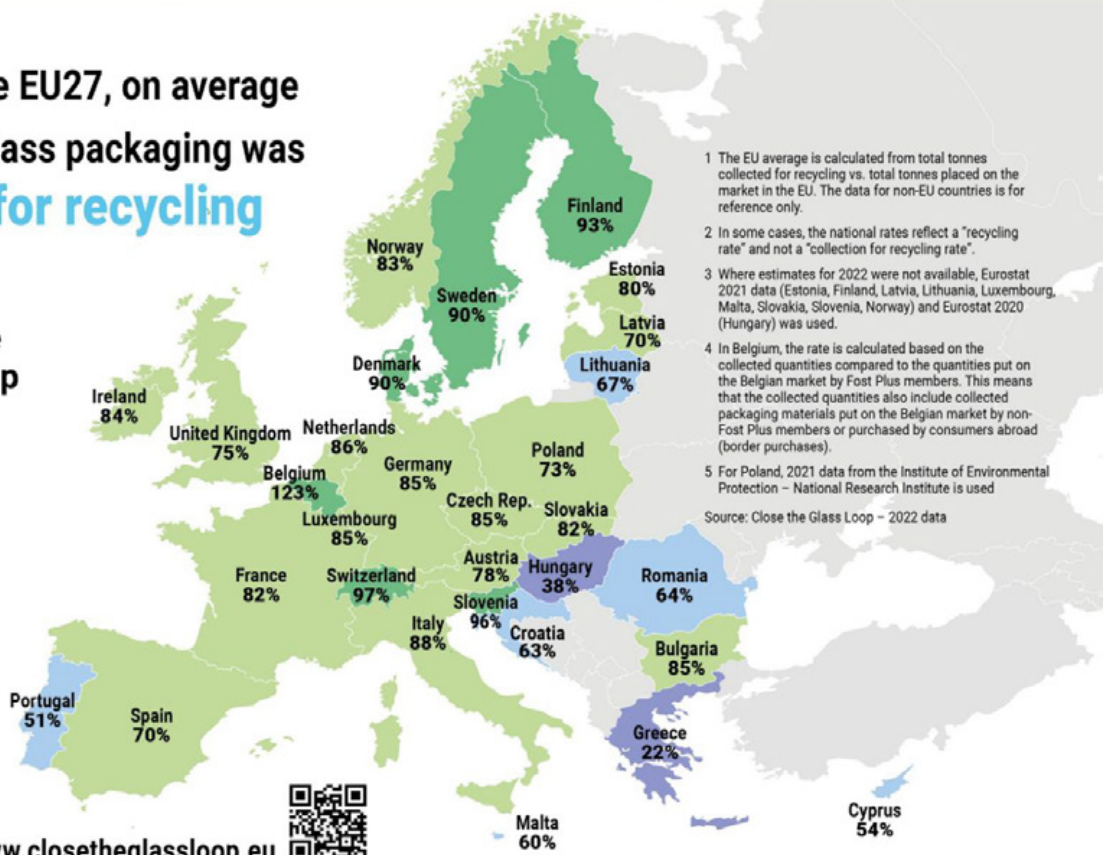 e EU27, on average
ass packaging was
for recycling
p
1 The EU average is calculated from total tonnes
collected for recycling vs. total tonnes placed on the
market in the EU. The data for non-EU countries is for
reference only.
2 In some cases, the national rates reflect a “recycling
rate” and not a “collection for recycling rate”.
3 Where estimates for 2022 were not available, Eurostat
2021 data (Estonia, Finland, Latvia, Lithuania, Luxembourg,
Malta, Slovakia, Slovenia, Norway) and Eurostat 2020
(Hungary) was used.
4 In Belgium, the rate is calculated based on the
collected quantities compared to the quantities put on
the Belgian market by Fost Plus members. This means
that the collected quantities also include collected
packaging materials put on the Belgian market by non-
Fost Plus members or purchased by consumers abroad
(border purchases).
5 For Poland, 2021 data from the Institute of Environmental
Protection – National Research Institute is used
Source: Close the Glass Loop – 2022 data
Finland
93%
Norway
83%
Estonia
80%
Sweden
90%
Latvia
70%
Denmark
90%
Lithuania
67%
Ireland
84%
United Kingdom
75%
Netherlands
86%
Poland
73%
Germany
85%
Belgium
123%
Czech Rep.
85%
Slovakia
82%
Luxembourg
85%
Austria
78%
Hungary
38%
France
82%
Switzerland
97%
Romania
64%
Slovenia
96%
Italy
88%
Croatia
63%
Bulgaria
85%
Portugal
51%
Spain
70%
Greece
22%
Malta
60%
Cyprus
54%
w.closetheglassloop.eu